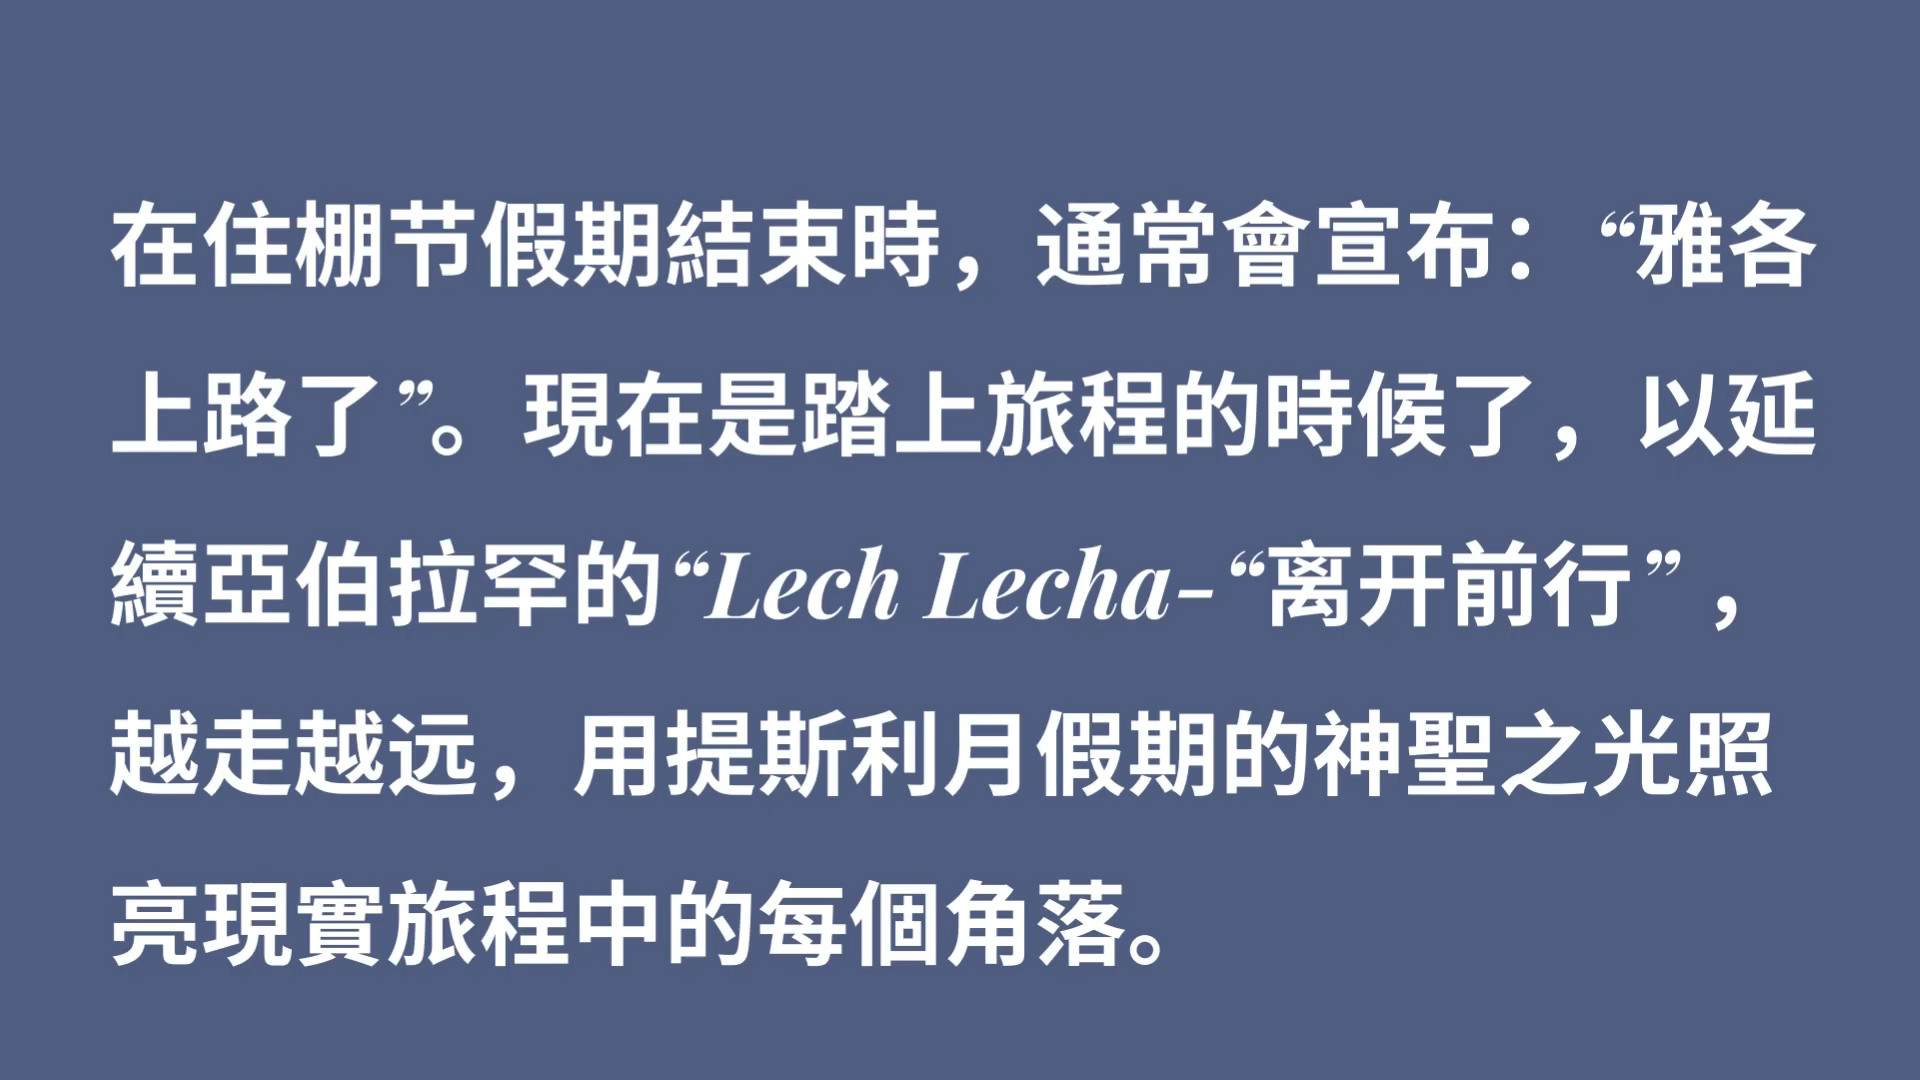 在住棚节假期結束時，通常會宣布：“雅各
上路了”。現在是踏上旅程的時候了，以延
續亞伯拉罕的“Lech Lecha-“离开前行”，
越走越远，用提斯利月假期的神聖之光照
亮現實旅程中的每個角落。